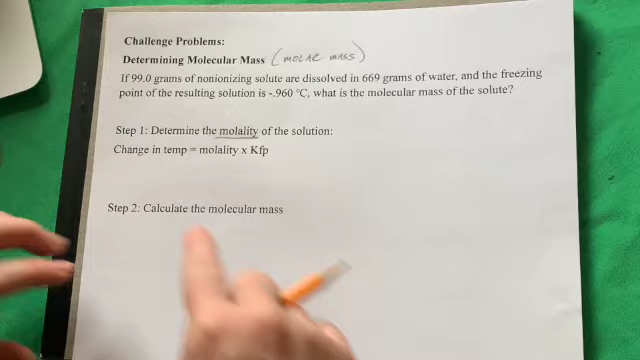 Challenge Problems:
Determining Molecular Mass (MOLAR MASS)
If 99.0 grams of nonionizing solute are dissolved in 669 grams of water, and the freezing
point of the resulting solution is -.960 °C, what is the molecular mass of the solute?
Step 1: Determine the molality of the solution:
Change in temp = molality x Kfp
Step 2: Calculate the molecular mass